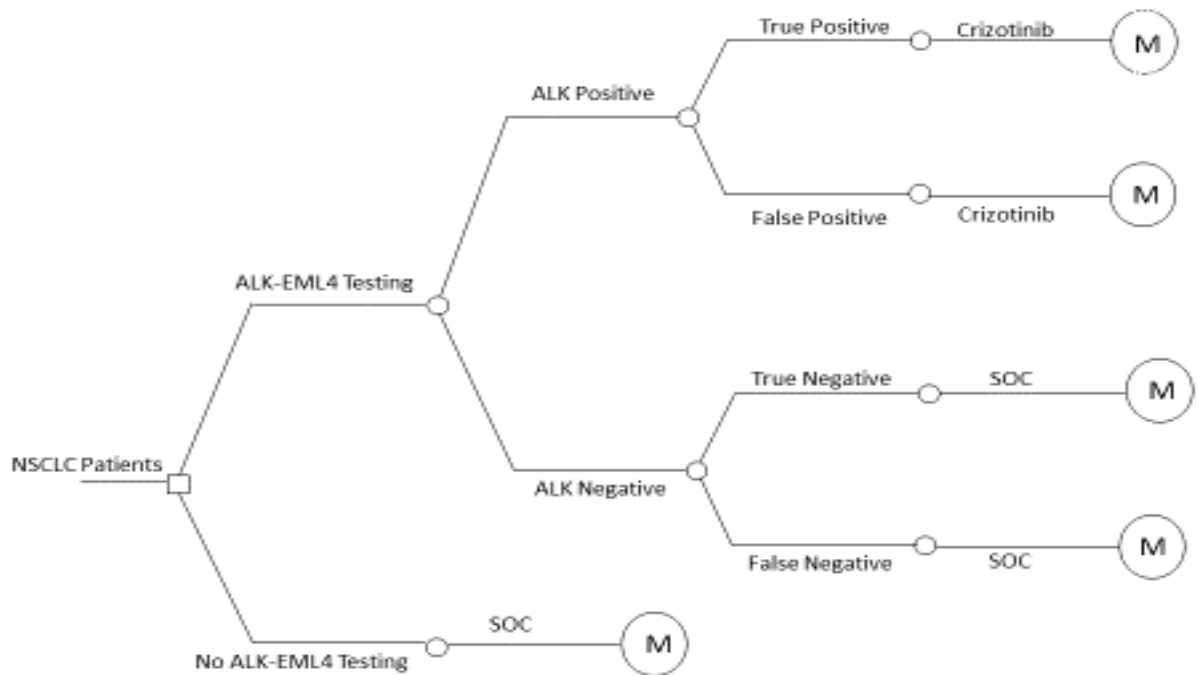 True Positive
Crizotinib
M
ALK Positive
False Positive
Crizotinib
M
ALK-EML4 Testing
True Negative
SOC
M
NSCLC Patients
ALK Negative
False Negative
SOC
M
No ALK-EML4 Testing
SOC
M